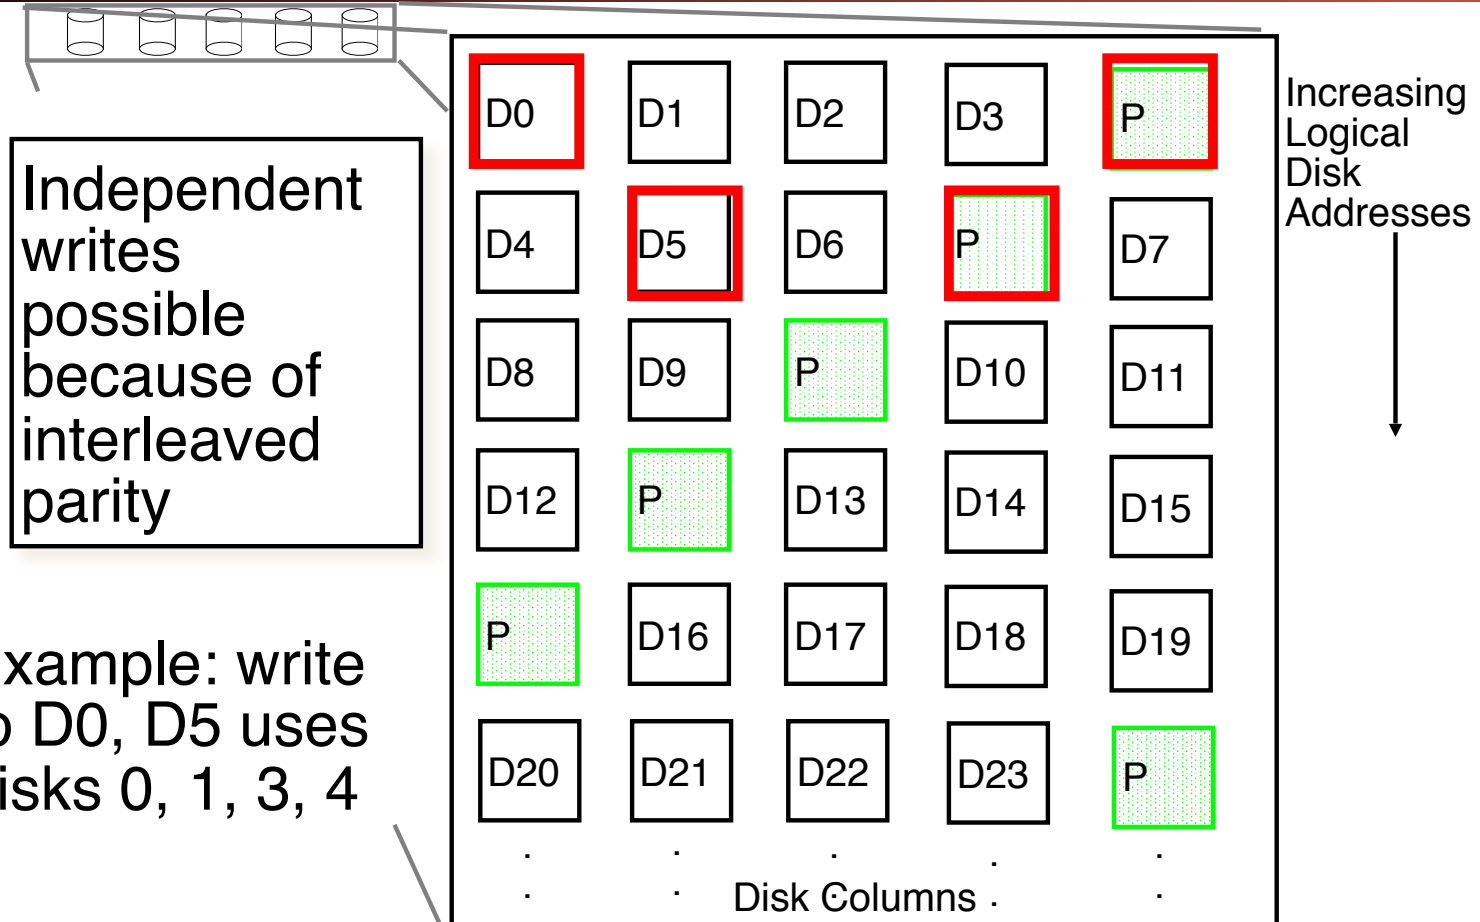 Independent
writes
possible
because of
interleaved
parity
xample: write
D0, D5 uses
isks 0, 1, 3, 4
D0 D1 D2 D3 P
D4 D5 D6 P D7
D8 D9 P D10 D11
D12 P D13 D14 D15
P D16 D17 D18 D19
D20 D21 D22 D23 P
Disk Columns
Increasing
Logical
Disk
Addresses